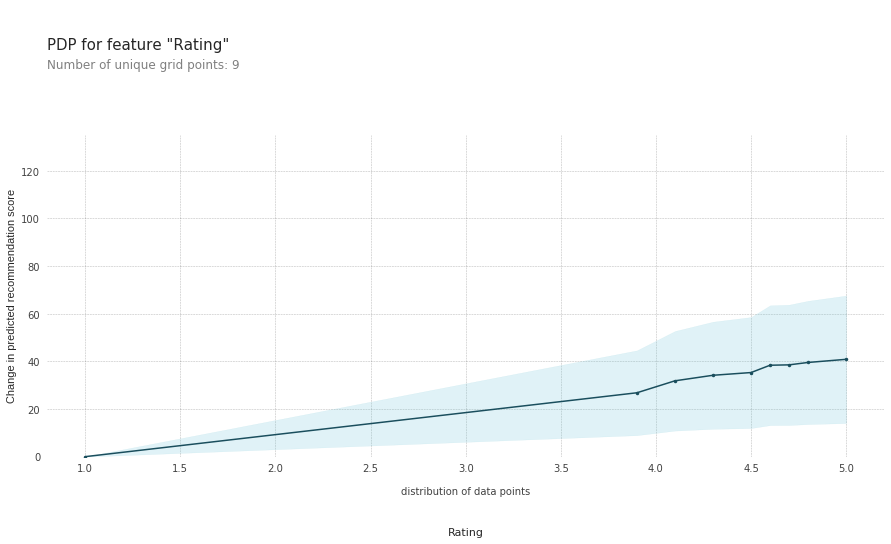 PDP for feature "Rating"
Number of unique grid points: 9
Change in predicted recommendation score
120
100
80
60
40
20
0
1.0 1.5 2.0 2.5 3.0 3.5 4.0 4.5 5.0
distribution of data points
Rating